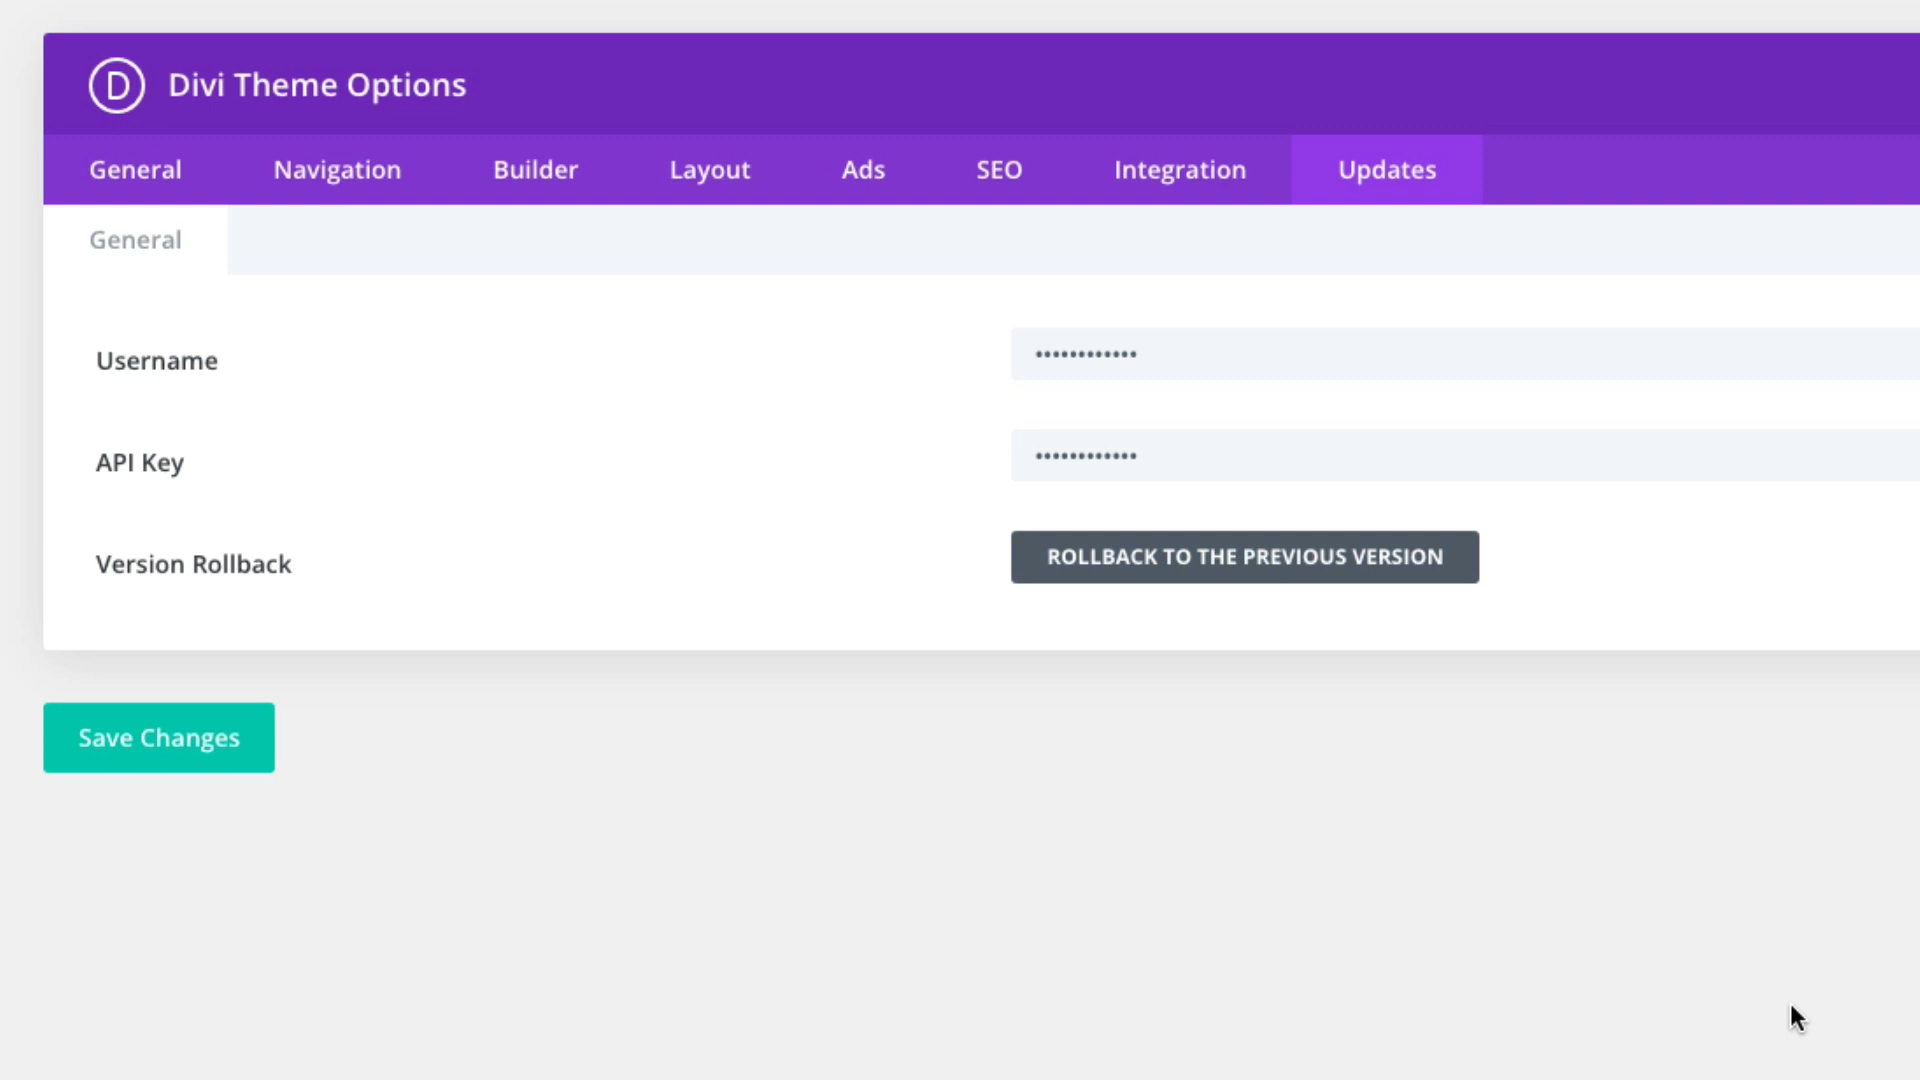 D Divi Theme Options
General Navigation Builder Layout Ads SEO Integration Updates
General
Username ••••••••••••
API Key ••••••••••••
Version Rollback ROLLBACK TO THE PREVIOUS VERSION
Save Changes